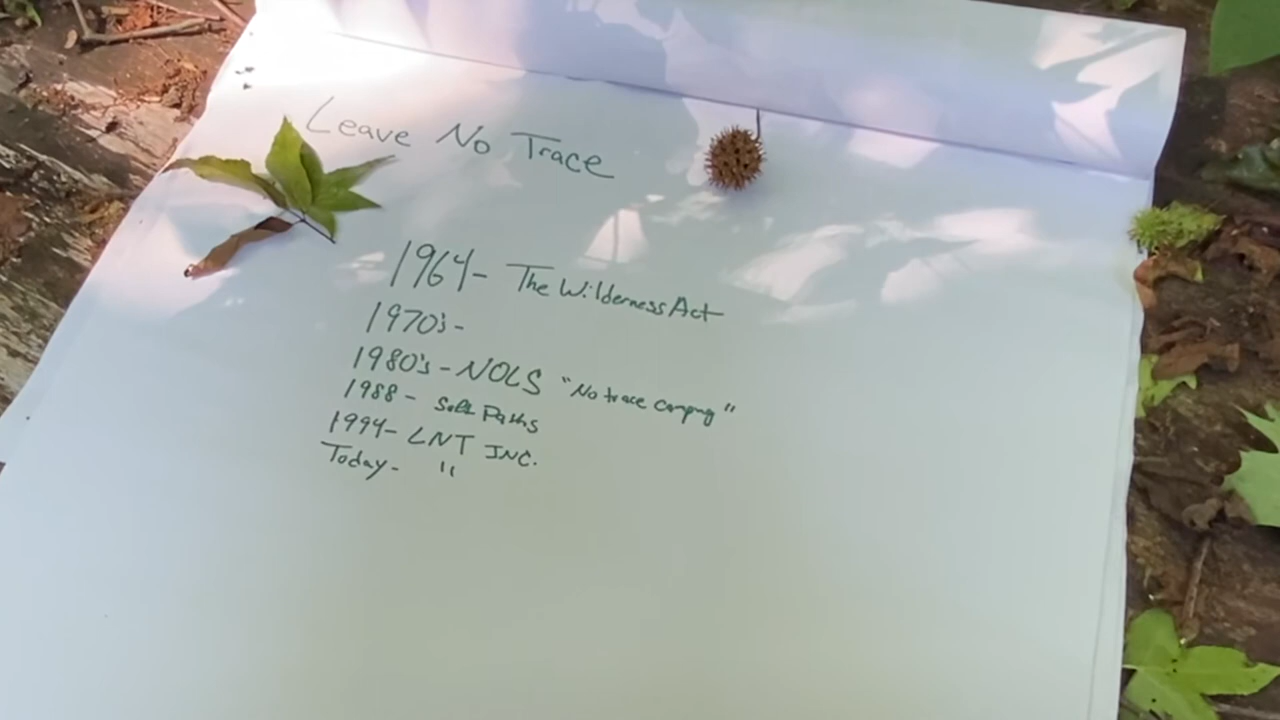 Leave No Trace
1964- The Wilderness Act
1970's -
1980's - NOLS "No trace camping"
1988 - Soft Paths
1994- LNT INC.
Today- "